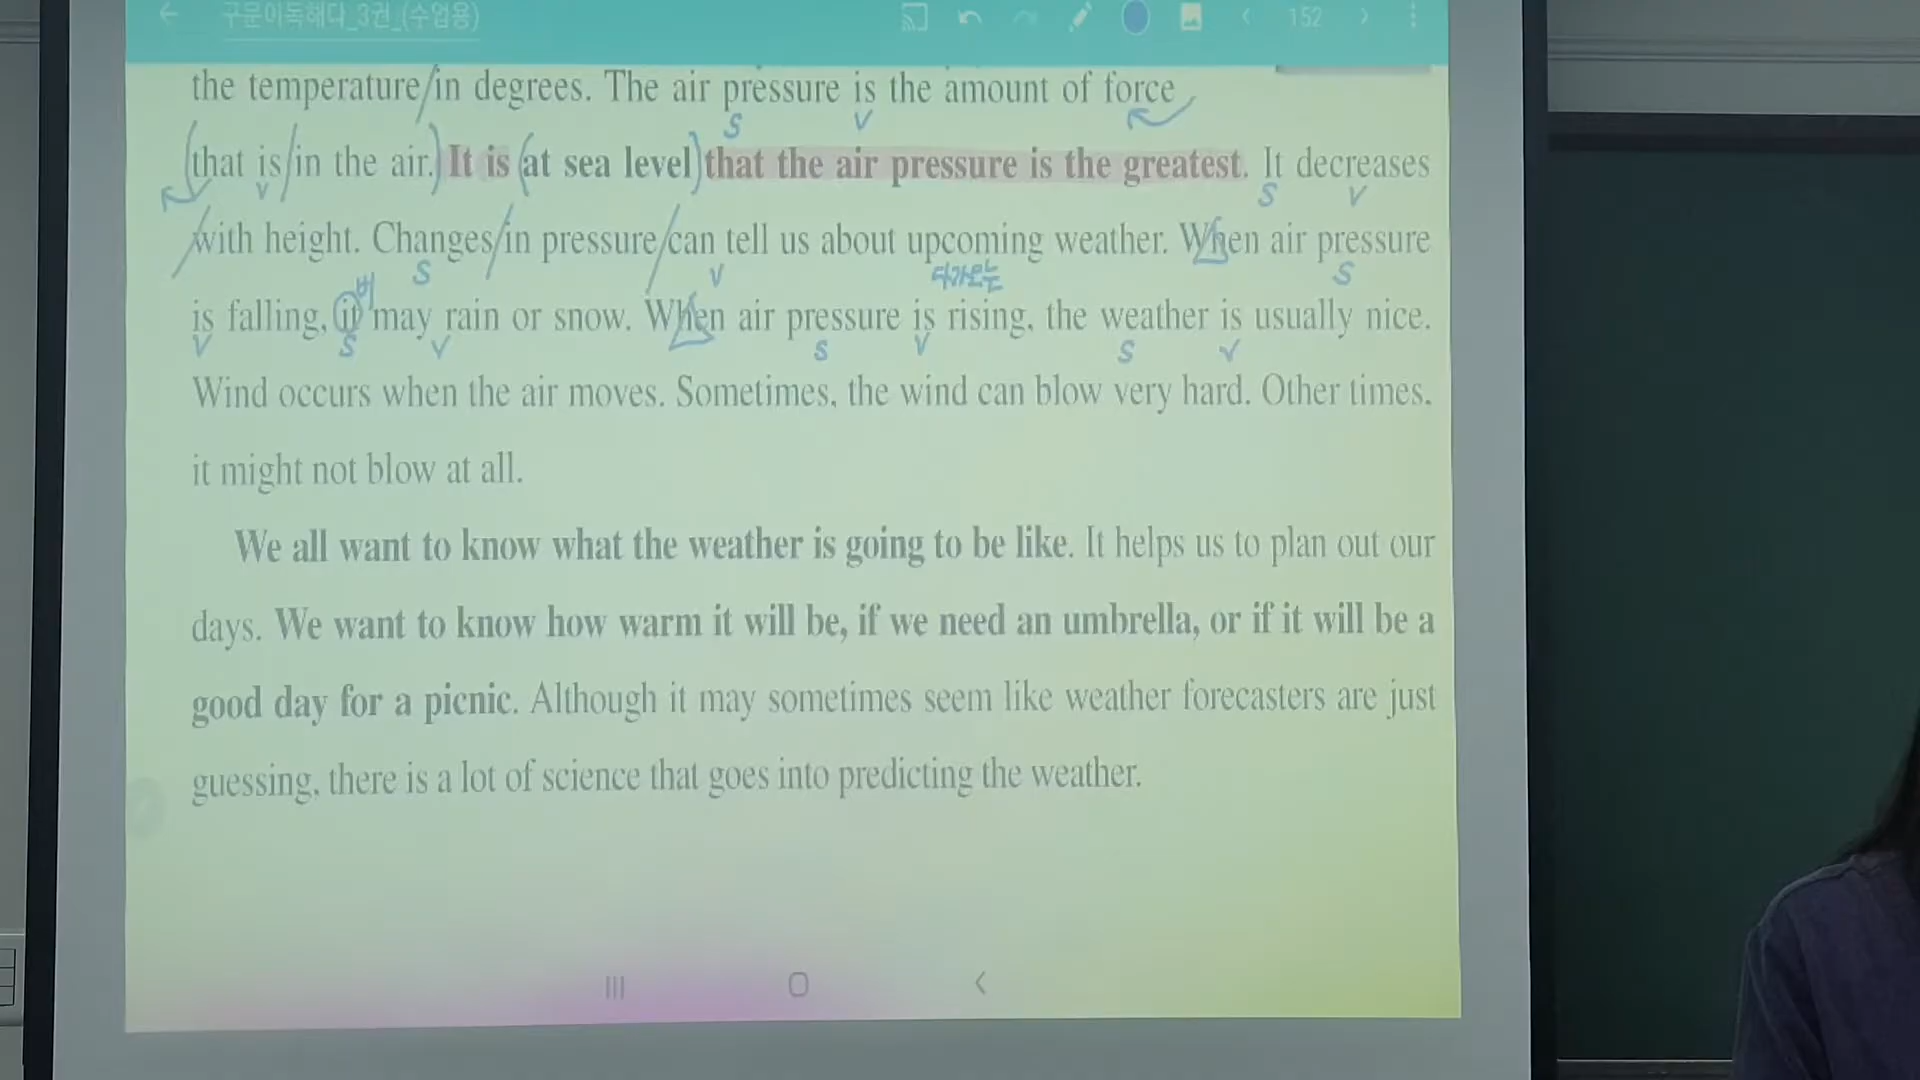 구문이독해다_3권_(수업용)
152
the temperature/in degrees. The air pressure is the amount of force
S V
(that is/in the air.) It is (at sea level) that the air pressure is the greatest. It decreases
V S V
/with height. Changes/in pressure/can tell us about upcoming weather. When air pressure
S V 다가오는 S
비
is falling, it may rain or snow. When air pressure is rising, the weather is usually nice.
V S V S V S V
Wind occurs when the air moves. Sometimes, the wind can blow very hard. Other times,
it might not blow at all.
We all want to know what the weather is going to be like. It helps us to plan out our
days. We want to know how warm it will be, if we need an umbrella, or if it will be a
good day for a picnic. Although it may sometimes seem like weather forecasters are just
guessing, there is a lot of science that goes into predicting the weather.